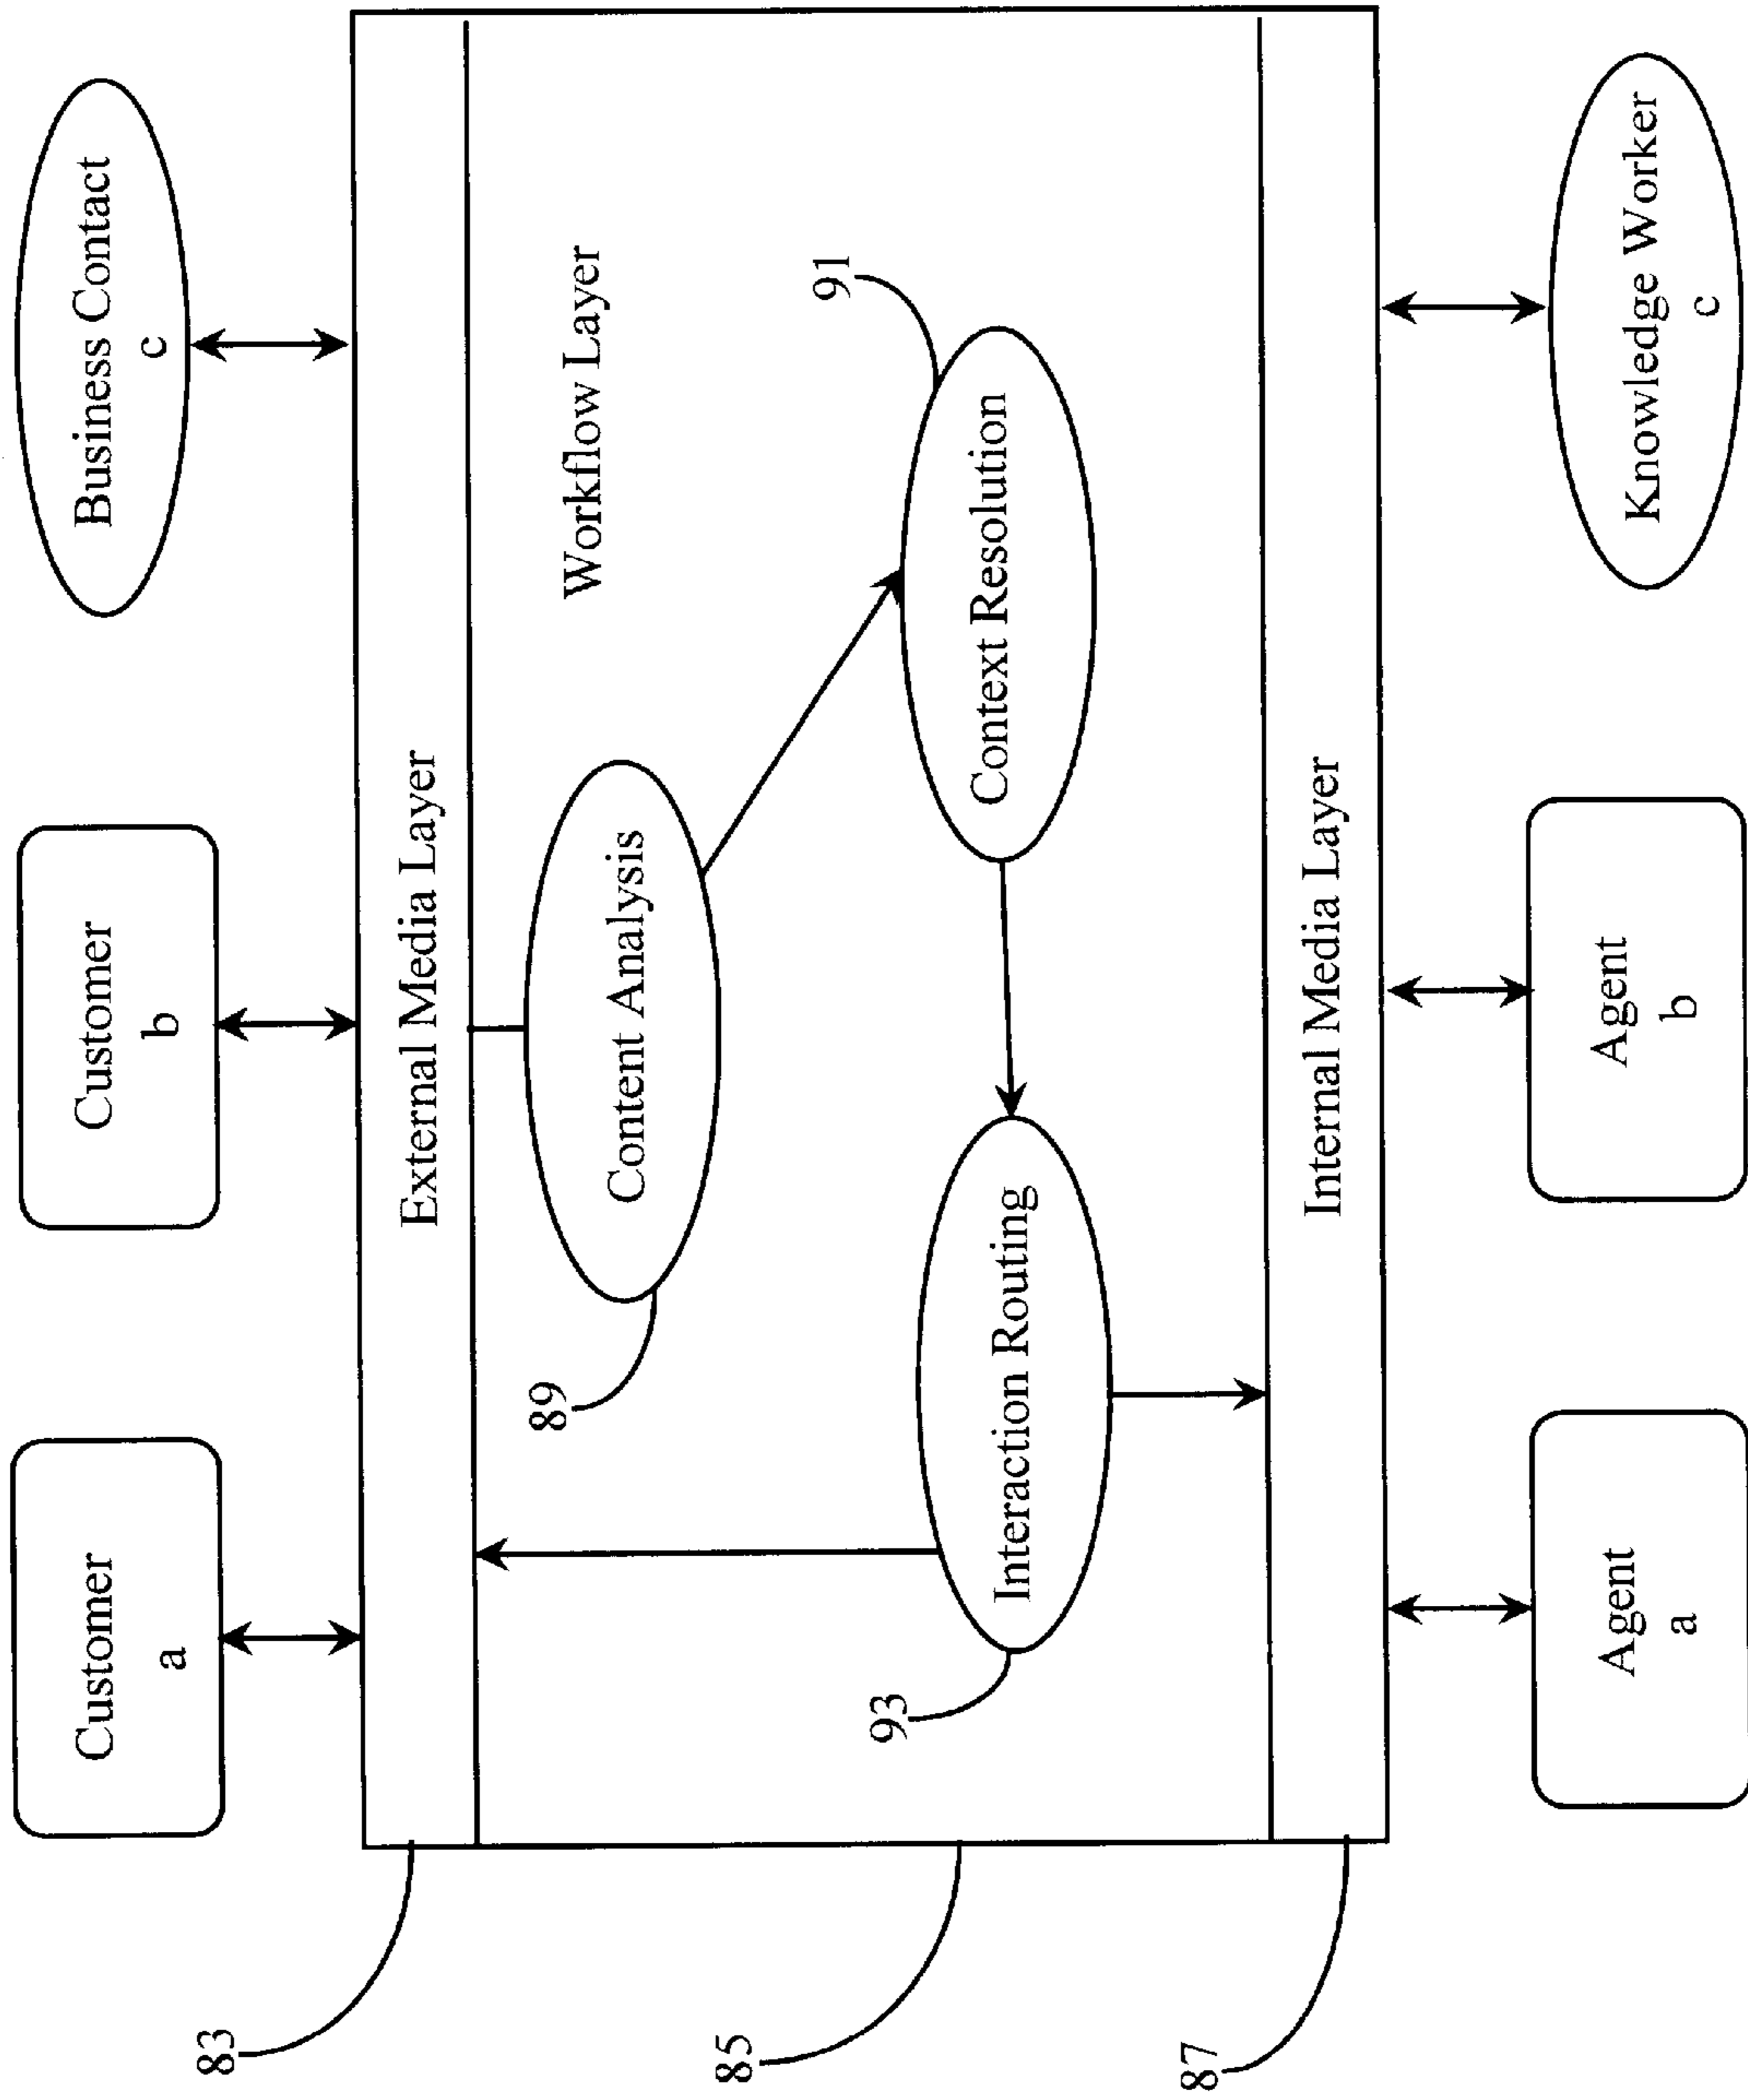 Customer
a
Customer
b
Business Contact
c
83
External Media Layer
Workflow Layer
89
Content Analysis
91
85
93
Interaction Routing
Context Resolution
87
Internal Media Layer
Agent
a
Agent
b
Knowledge Worker
c